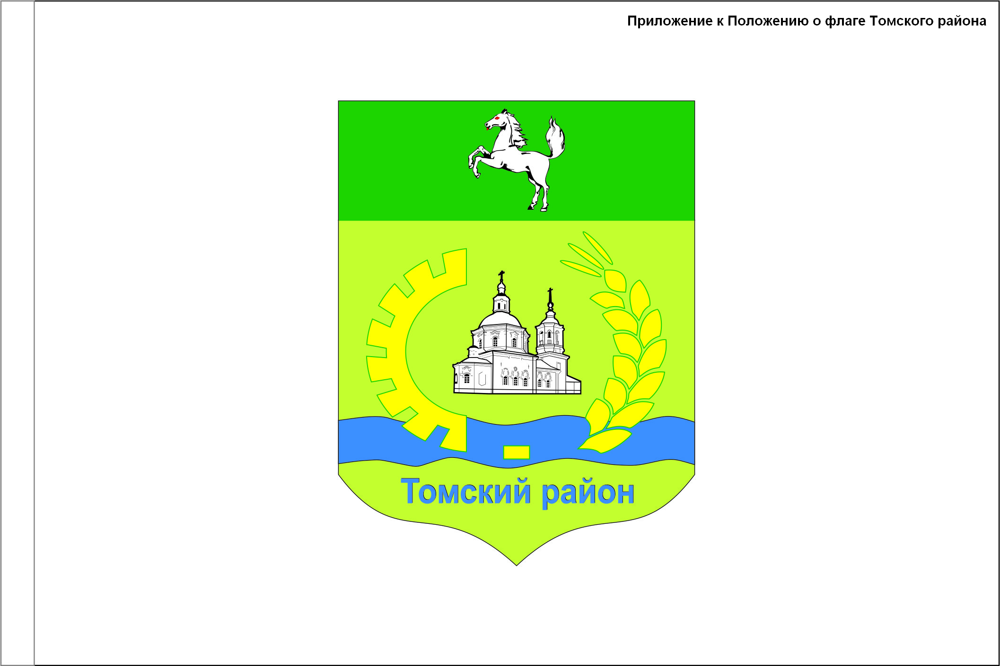 Приложение к Положению о флаге Томского района
Томский район